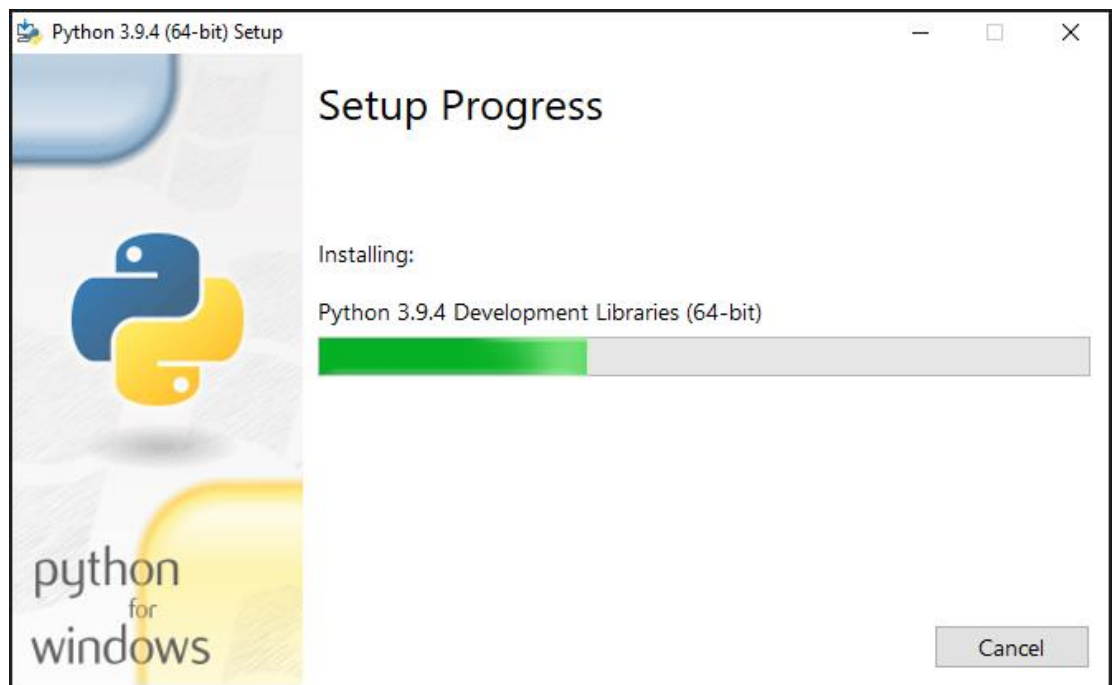 Python 3.9.4 (64-bit) Setup
Setup Progress
Installing:
Python 3.9.4 Development Libraries (64-bit)
python
for
windows
Cancel